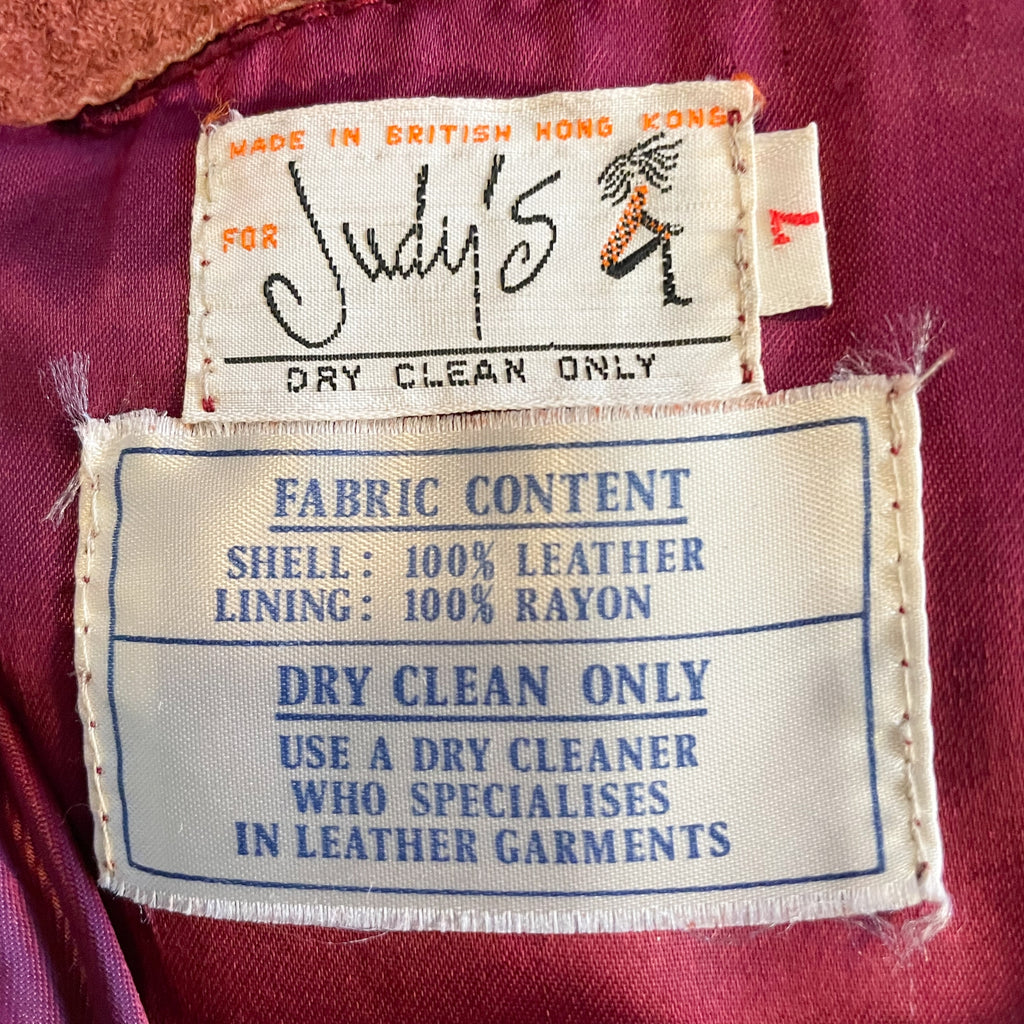 MADE IN BRITISH HONG KONG
FOR Judy's
7
DRY CLEAN ONLY
FABRIC CONTENT
SHELL: 100% LEATHER
LINING: 100% RAYON
DRY CLEAN ONLY
USE A DRY CLEANER
WHO SPECIALISES
IN LEATHER GARMENTS